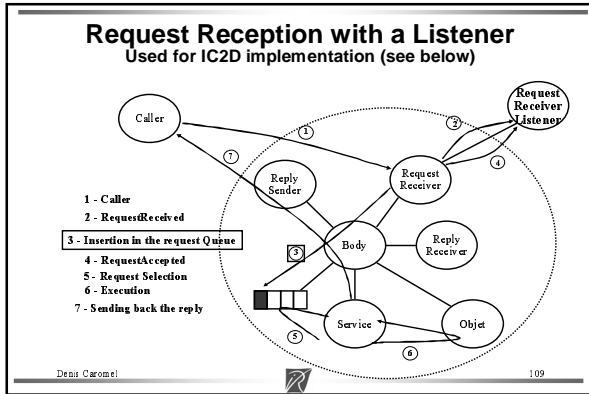 Request Reception with a Listener
Used for IC2D implementation (see below)
Request
Receiver
Listener
Caller
1
2
4
7
Reply
Sender
Request
Receiver
1 - Caller
2 - RequestReceived
3 - Insertion in the request Queue
4 - RequestAccepted
5 - Request Selection
6 - Execution
7 - Sending back the reply
3
Body
Reply
Receiver
Service
Objet
5
6
Denis Caromel
109